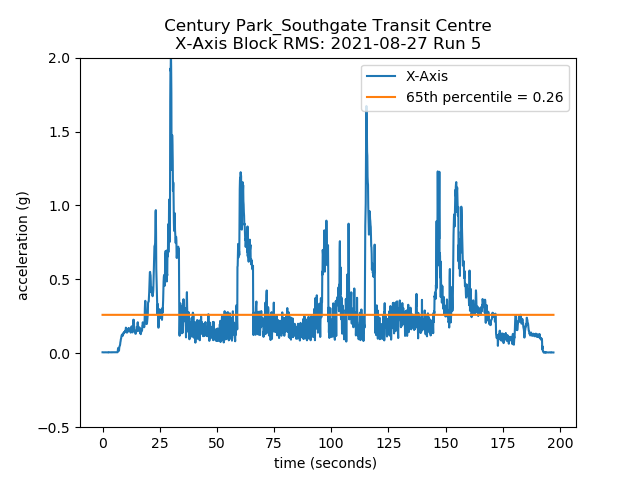 Century Park_Southgate Transit Centre
X-Axis Block RMS: 2021-08-27 Run 5
X-Axis
65th percentile = 0.26
2.0
1.5
1.0
0.5
0.0
−0.5
acceleration (g)
0 25 50 75 100 125 150 175 200
time (seconds)